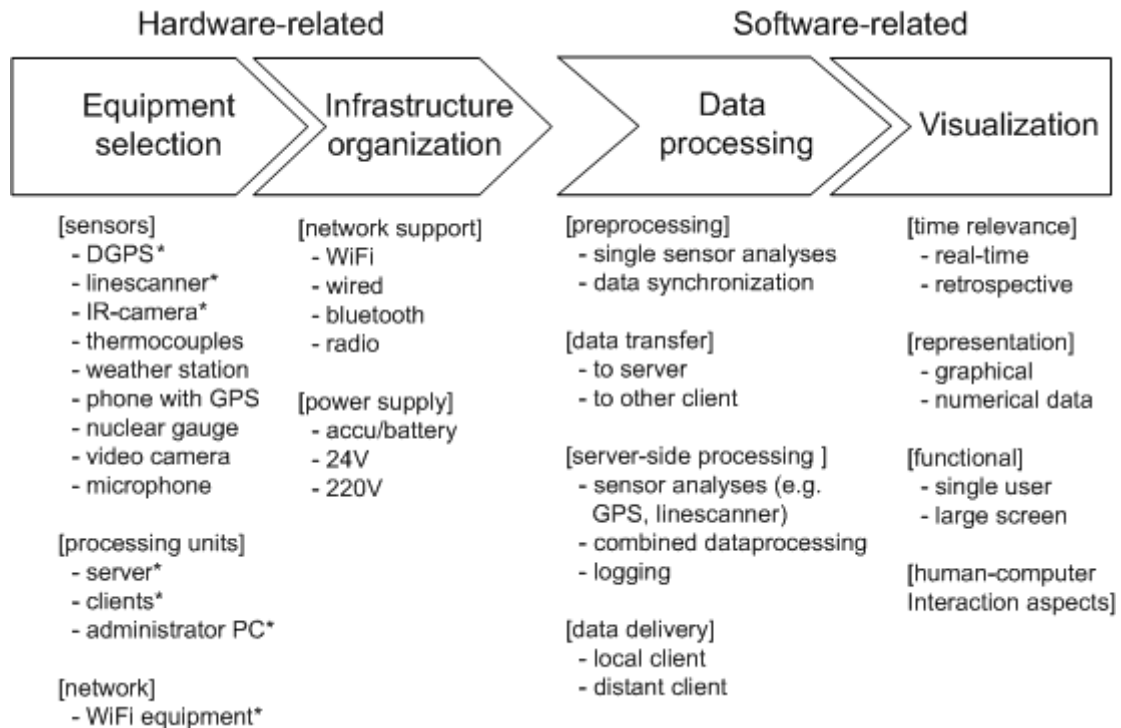 Hardware-related
Software-related
Equipment
selection
Infrastructure
organization
Data
processing
Visualization
[sensors]
- DGPS*
- linescanner*
- IR-camera*
- thermocouples
- weather station
- phone with GPS
- nuclear gauge
- video camera
- microphone
[processing units]
- server*
- clients*
- administrator PC*
[network]
- WiFi equipment*
[network support]
- WiFi
- wired
- bluetooth
- radio
[power supply]
- accu/battery
- 24V
- 220V
[preprocessing]
- single sensor analyses
- data synchronization
[data transfer]
- to server
- to other client
[server-side processing ]
- sensor analyses (e.g.
GPS, linescanner)
- combined dataprocessing
- logging
[data delivery]
- local client
- distant client
[time relevance]
- real-time
- retrospective
[representation]
- graphical
- numerical data
[functional]
- single user
- large screen
[human-computer
Interaction aspects]